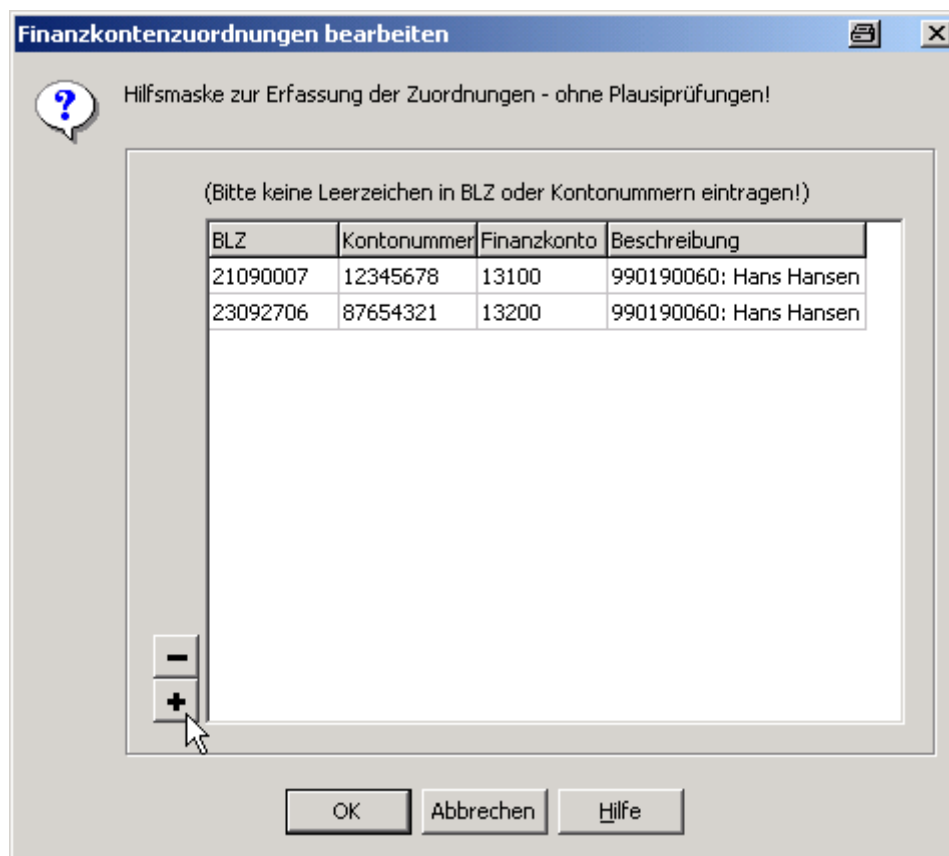 Finanzkontenzuordnungen bearbeiten
Hilfsmaske zur Erfassung der Zuordnungen - ohne Plausiprüfungen!
(Bitte keine Leerzeichen in BLZ oder Kontonummern eintragen!)
BLZ Kontonummer Finanzkonto Beschreibung
21090007 12345678 13100 990190060: Hans Hansen
23092706 87654321 13200 990190060: Hans Hansen
OK Abbrechen Hilfe